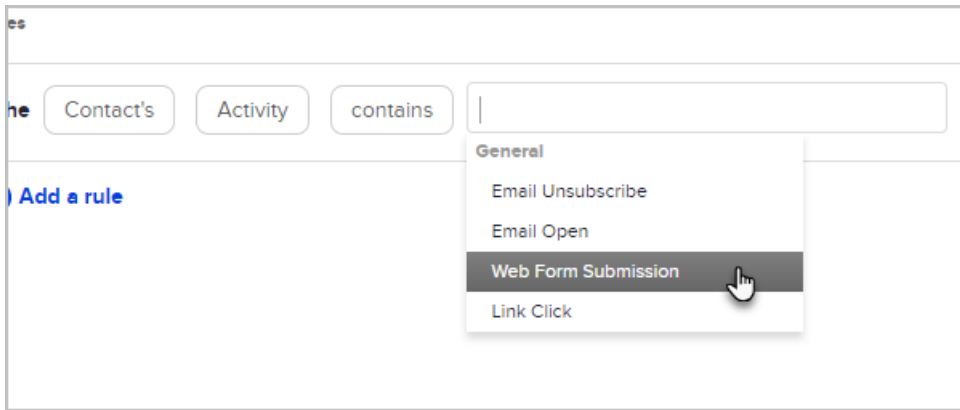 es
he Contact's Activity contains
General
Email Unsubscribe
) Add a rule
Email Open
Web Form Submission
Link Click